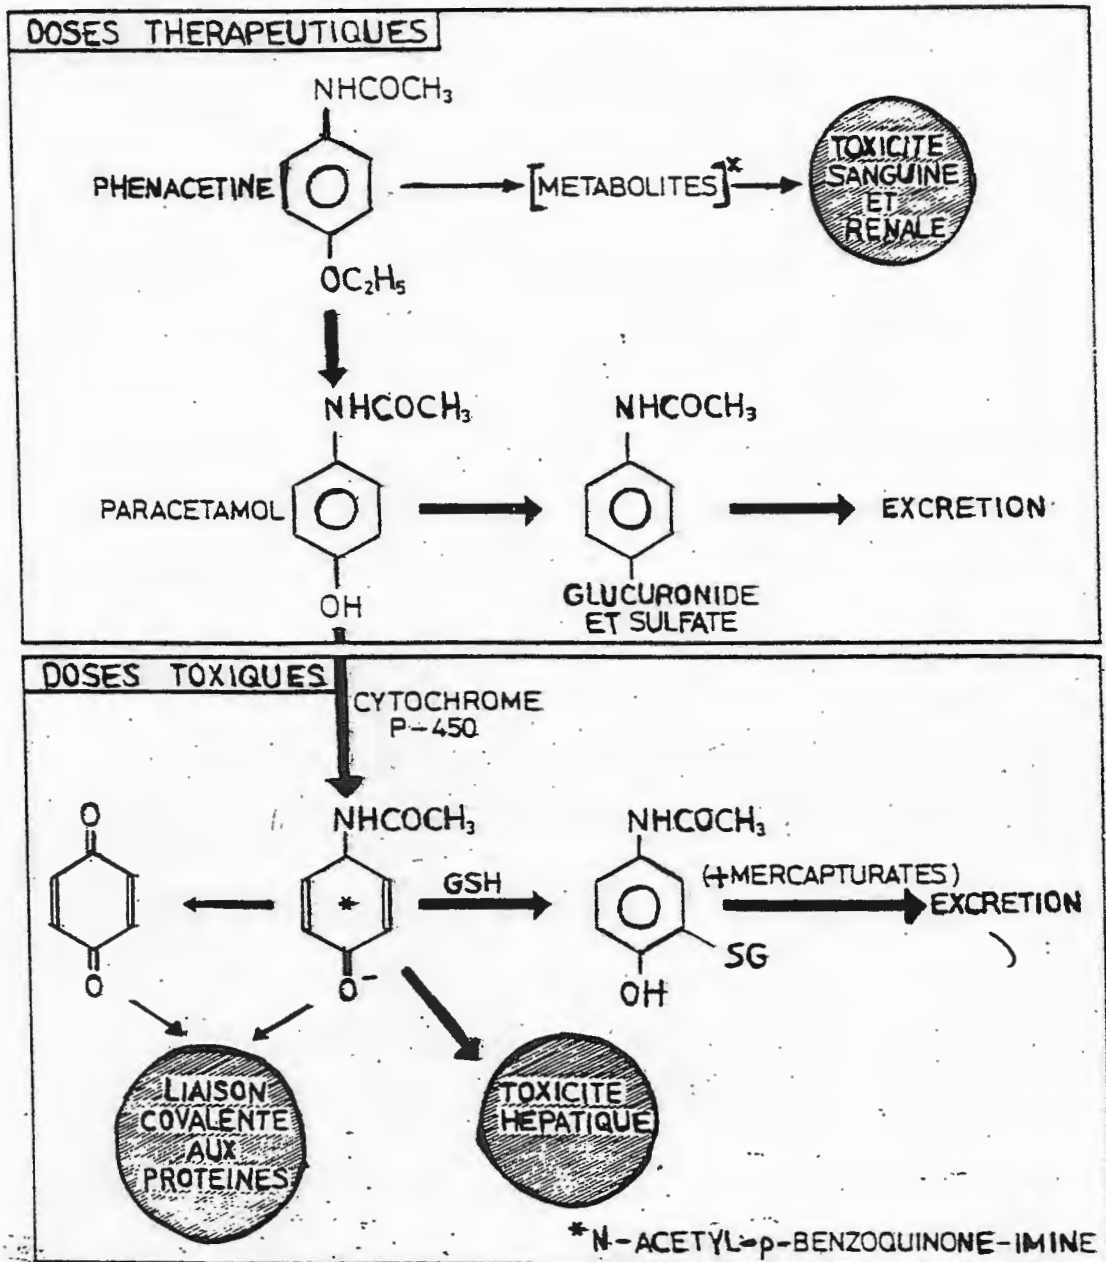 DOSES THERAPEUTIQUES
NHCOCH₃
PHENACETINE
[METABOLITES]ˣ
TOXICITE
SANGUINE
ET
RENALE
OC₂H₅
NHCOCH₃
NHCOCH₃
PARACETAMOL
EXCRETION
OH
GLUCURONIDE
ET SULFATE
DOSES TOXIQUES
CYTOCHROME
P-450
O
NHCOCH₃
NHCOCH₃
*
GSH
(+MERCAPTURATES)
EXCRETION
O
O⁻
SG
OH
LIAISON
COVALENTE
AUX
PROTEINES
TOXICITE
HEPATIQUE
*N-ACETYL-p-BENZOQUINONE-IMINE